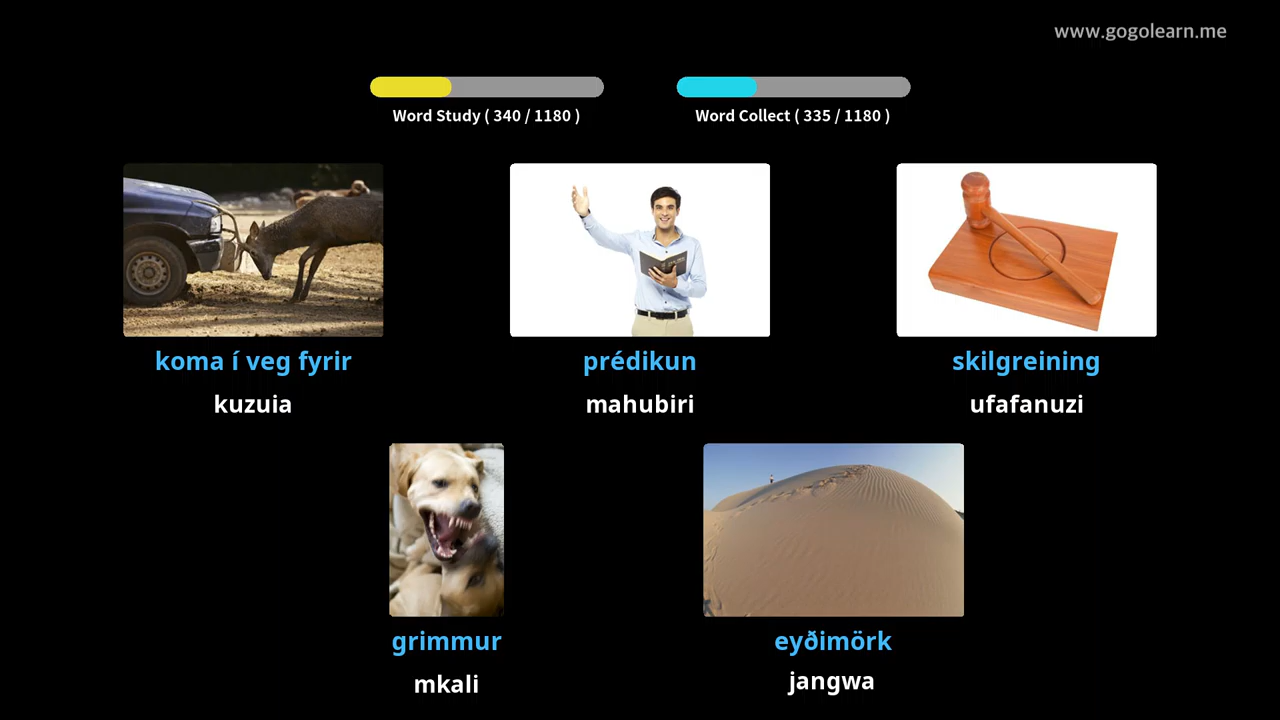 www.gogolearn.me
Word Study ( 340 / 1180 )
Word Collect ( 335 / 1180 )
koma í veg fyrir
prédikun
skilgreining
kuzuia
mahubiri
ufafanuzi
grimmur
eyðimörk
mkali
jangwa